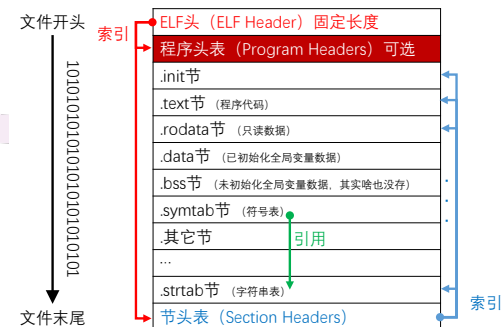 文件开头
索引
ELF头（ELF Header）固定长度
程序头表（Program Headers）可选
.init节
.text节 （程序代码）
.rodata节 （只读数据）
.data节 （已初始化全局变量数据）
.bss节 （未初始化全局变量数据，其实啥也没存）
.symtab节 （符号表）
.其它节
引用
...
.strtab节 （字符串表）
节头表（Section Headers）
1010101010101010101010101
· · ·
索引
文件末尾